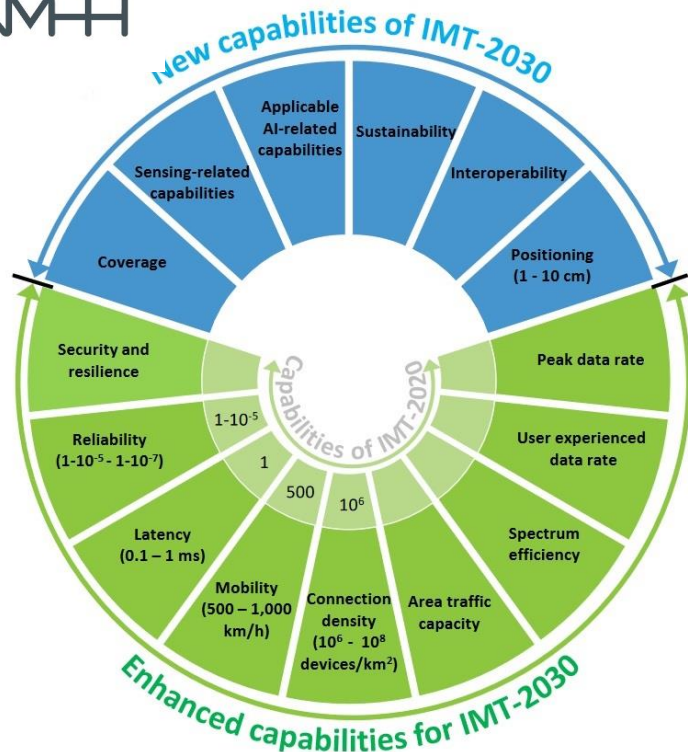 NMHH
New capabilities of IMT-2030
Applicable
AI-related
capabilities
Sustainability
Sensing-related
capabilities
Interoperability
Coverage
Positioning
(1 - 10 cm)
Security and
resilience
Capabilities of IMT-2020
Peak data rate
1-10⁻⁵
Reliability
(1-10⁻⁵ - 1-10⁻⁷)
User experienced
data rate
1
500
10⁶
Latency
(0.1 – 1 ms)
Spectrum
efficiency
Mobility
(500 – 1,000
km/h)
Connection
density
(10⁶ - 10⁸
devices/km²)
Area traffic
capacity
Enhanced capabilities for IMT-2030